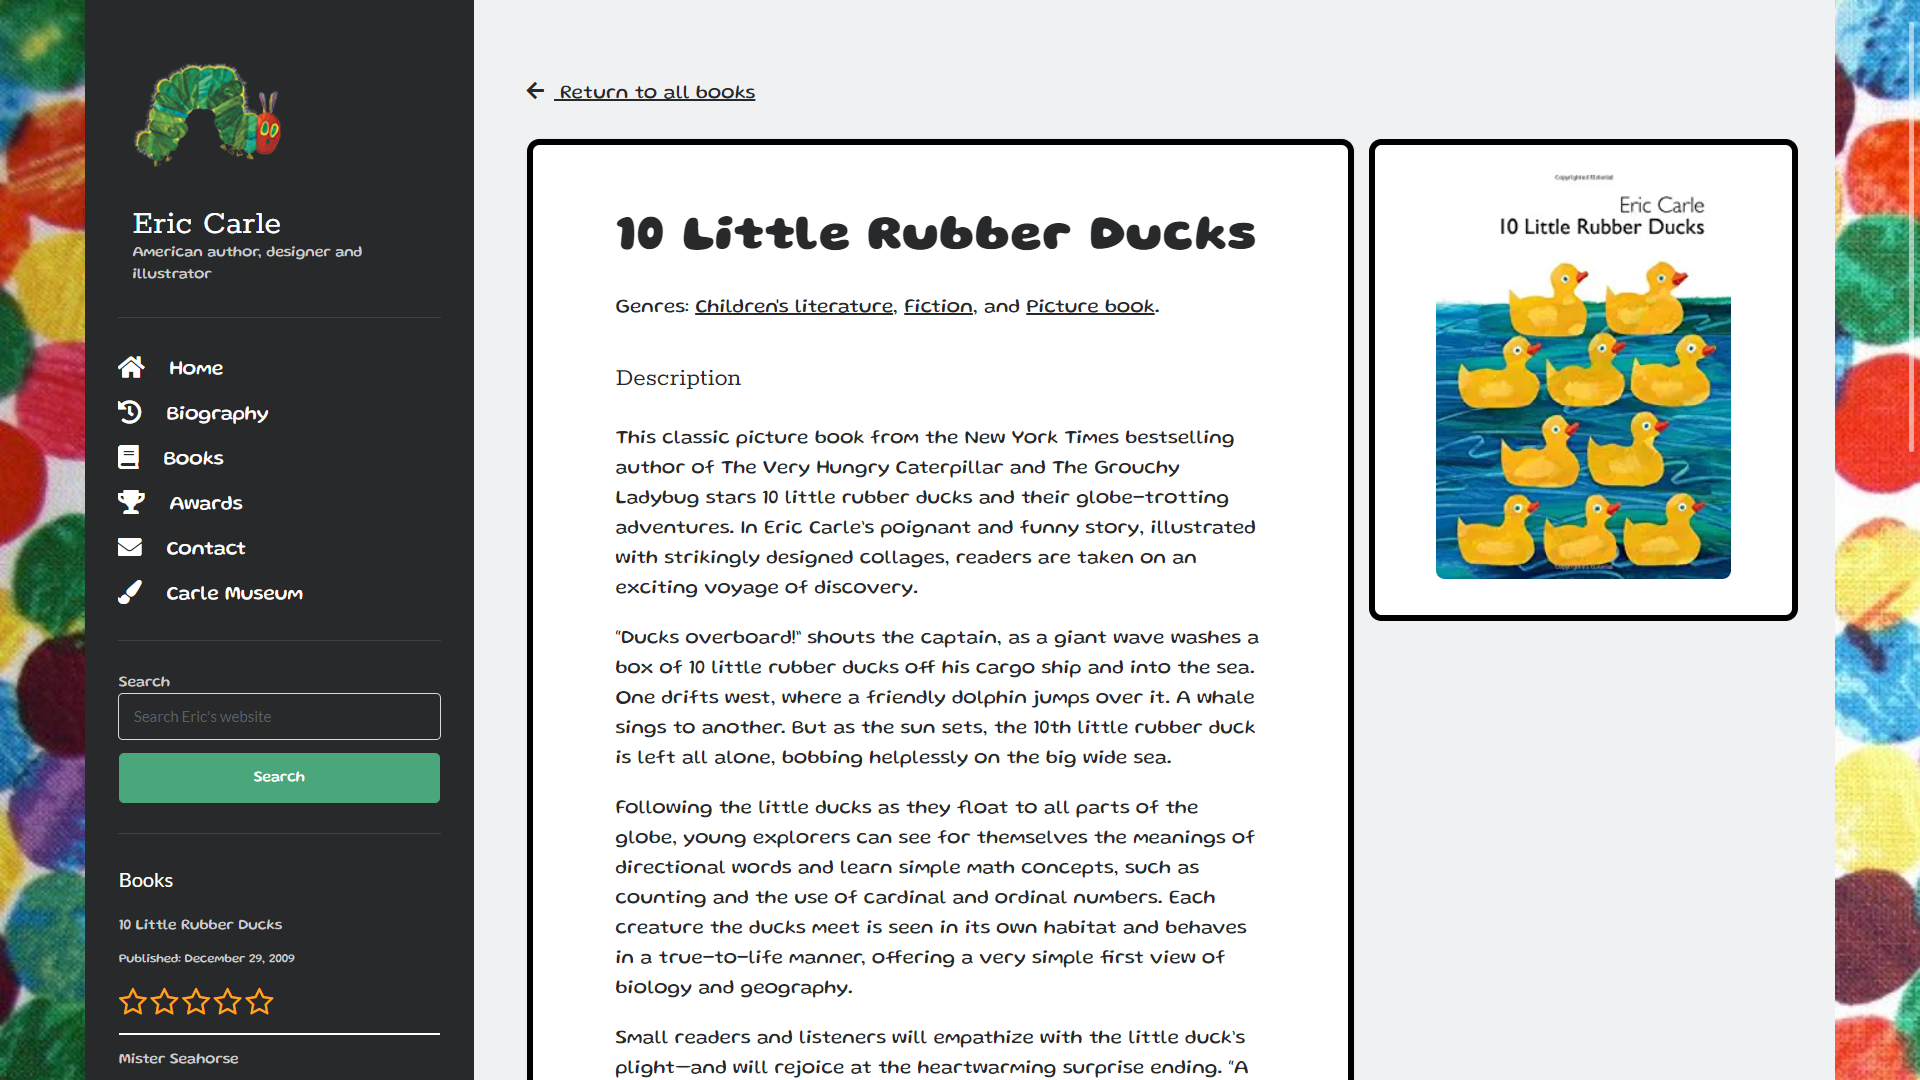 Eric Carle
American author, designer and
illustrator
Home
Biography
Books
Awards
Contact
Carle Museum
Search
Search Eric's website
Search
Books
10 Little Rubber Ducks
Published: December 29, 2009
Mister Seahorse
Return to all books
10 Little Rubber Ducks
Genres: Children's literature, Fiction, and Picture book.
Description
This classic picture book from the New York Times bestselling
author of The Very Hungry Caterpillar and The Grouchy
Ladybug stars 10 little rubber ducks and their globe-trotting
adventures. In Eric Carle's poignant and funny story, illustrated
with strikingly designed collages, readers are taken on an
exciting voyage of discovery.
"Ducks overboard!" shouts the captain, as a giant wave washes a
box of 10 little rubber ducks off his cargo ship and into the sea.
One drifts west, where a friendly dolphin jumps over it. A whale
sings to another. But as the sun sets, the 10th little rubber duck
is left all alone, bobbing helplessly on the big wide sea.
Following the little ducks as they float to all parts of the
globe, young explorers can see for themselves the meanings of
directional words and learn simple math concepts, such as
counting and the use of cardinal and ordinal numbers. Each
creature the ducks meet is seen in its own habitat and behaves
in a true-to-life manner, offering a very simple first view of
biology and geography.
Small readers and listeners will empathize with the little duck's
plight—and will rejoice at the heartwarming surprise ending. "A
Copyrighted Material
Eric Carle
10 Little Rubber Ducks